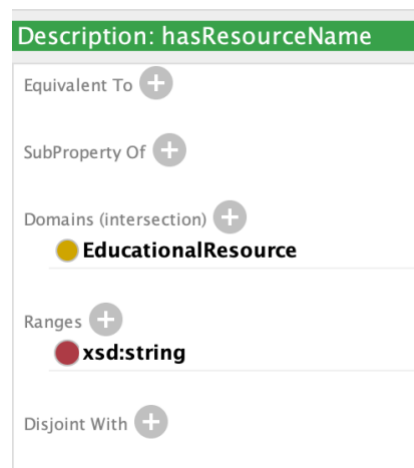 Description: hasResourceName
Equivalent To
SubProperty Of
Domains (intersection)
EducationalResource
Ranges
xsd:string
Disjoint With